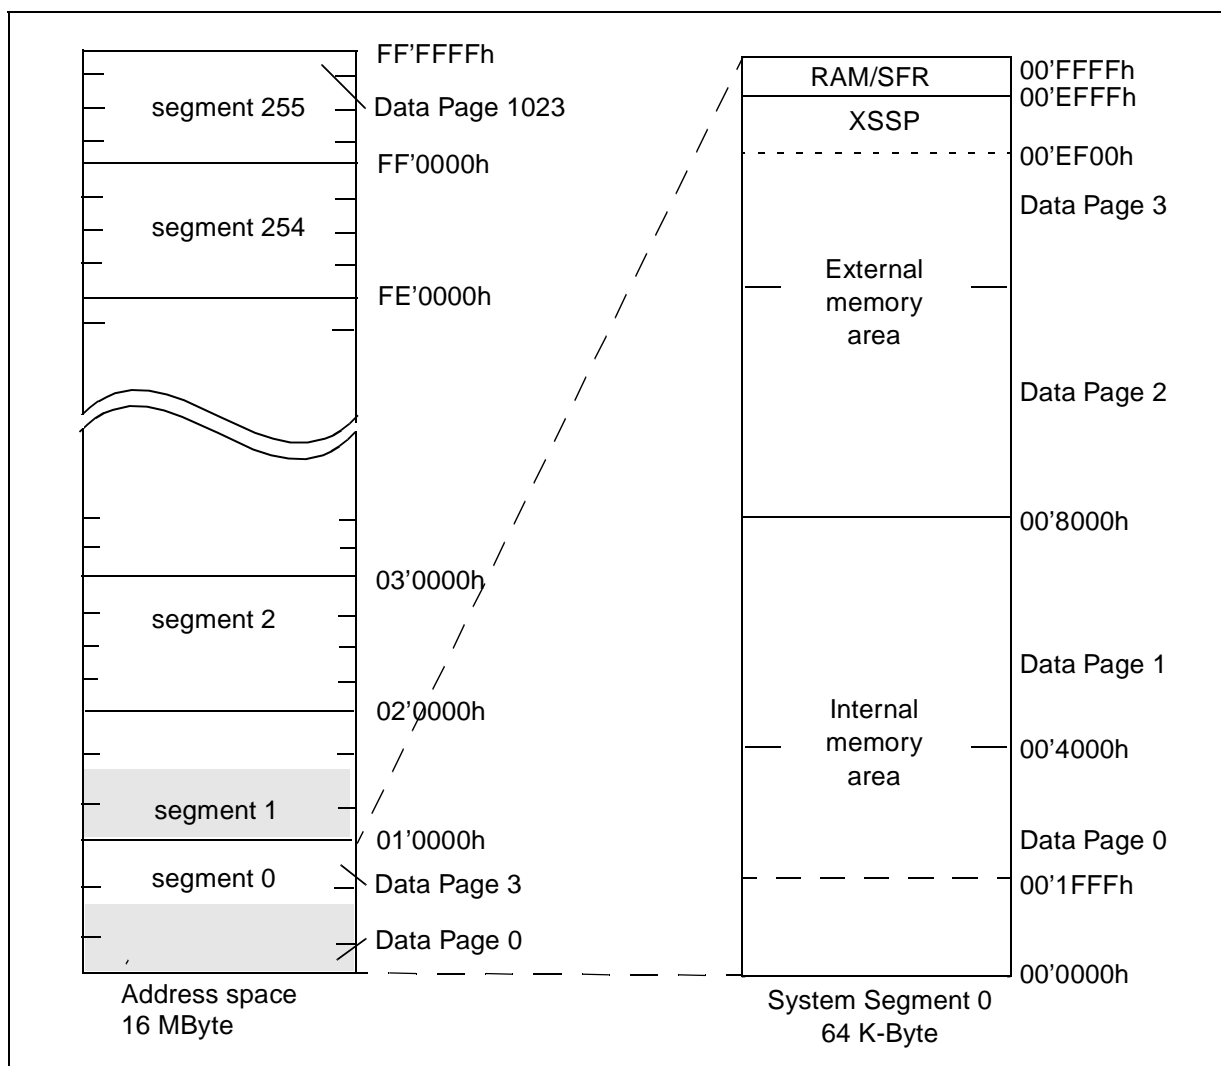 FF’FFFFh
segment 255
Data Page 1023
FF’0000h
segment 254
FE’0000h
03’0000h
segment 2
02’0000h
segment 1
01’0000h
segment 0
Data Page 3
Data Page 0
Address space
16 MByte
RAM/SFR
00’FFFFh
00’EFFFh
XSSP
00’EF00h
Data Page 3
External
memory
area
Data Page 2
00’8000h
Data Page 1
Internal
memory
area
00’4000h
Data Page 0
00’1FFFh
00’0000h
System Segment 0
64 K-Byte